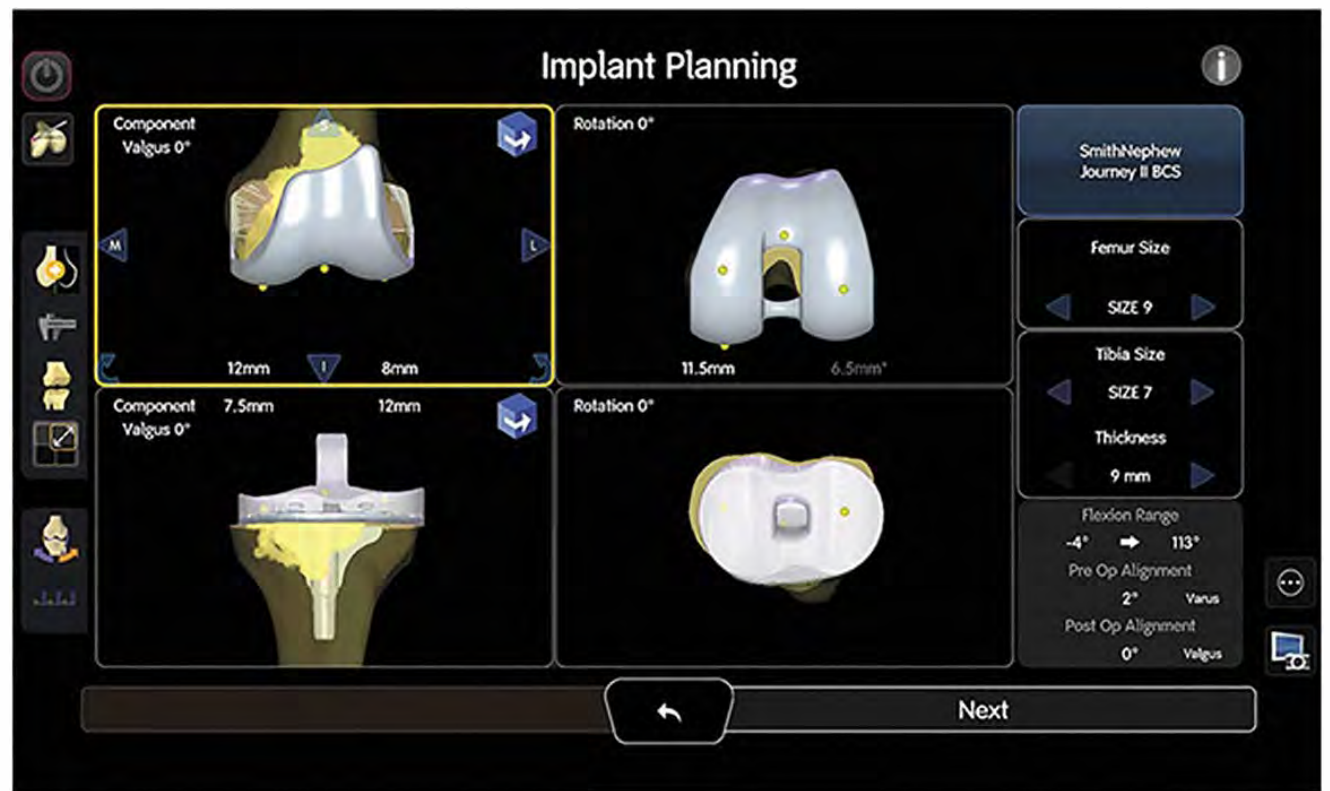 Implant Planning
i
Component
Valgus 0°
S
M
L
12mm
I
8mm
Rotation 0°
11.5mm
6.5mm*
SmithNephew
Journey II BCS
Femur Size
SIZE 9
Tibia Size
SIZE 7
Thickness
9 mm
Component
Valgus 0°
7.5mm
12mm
Rotation 0°
Flexion Range
-4°
113°
Pre Op Alignment
2°
Varus
Post Op Alignment
0°
Valgus
Next